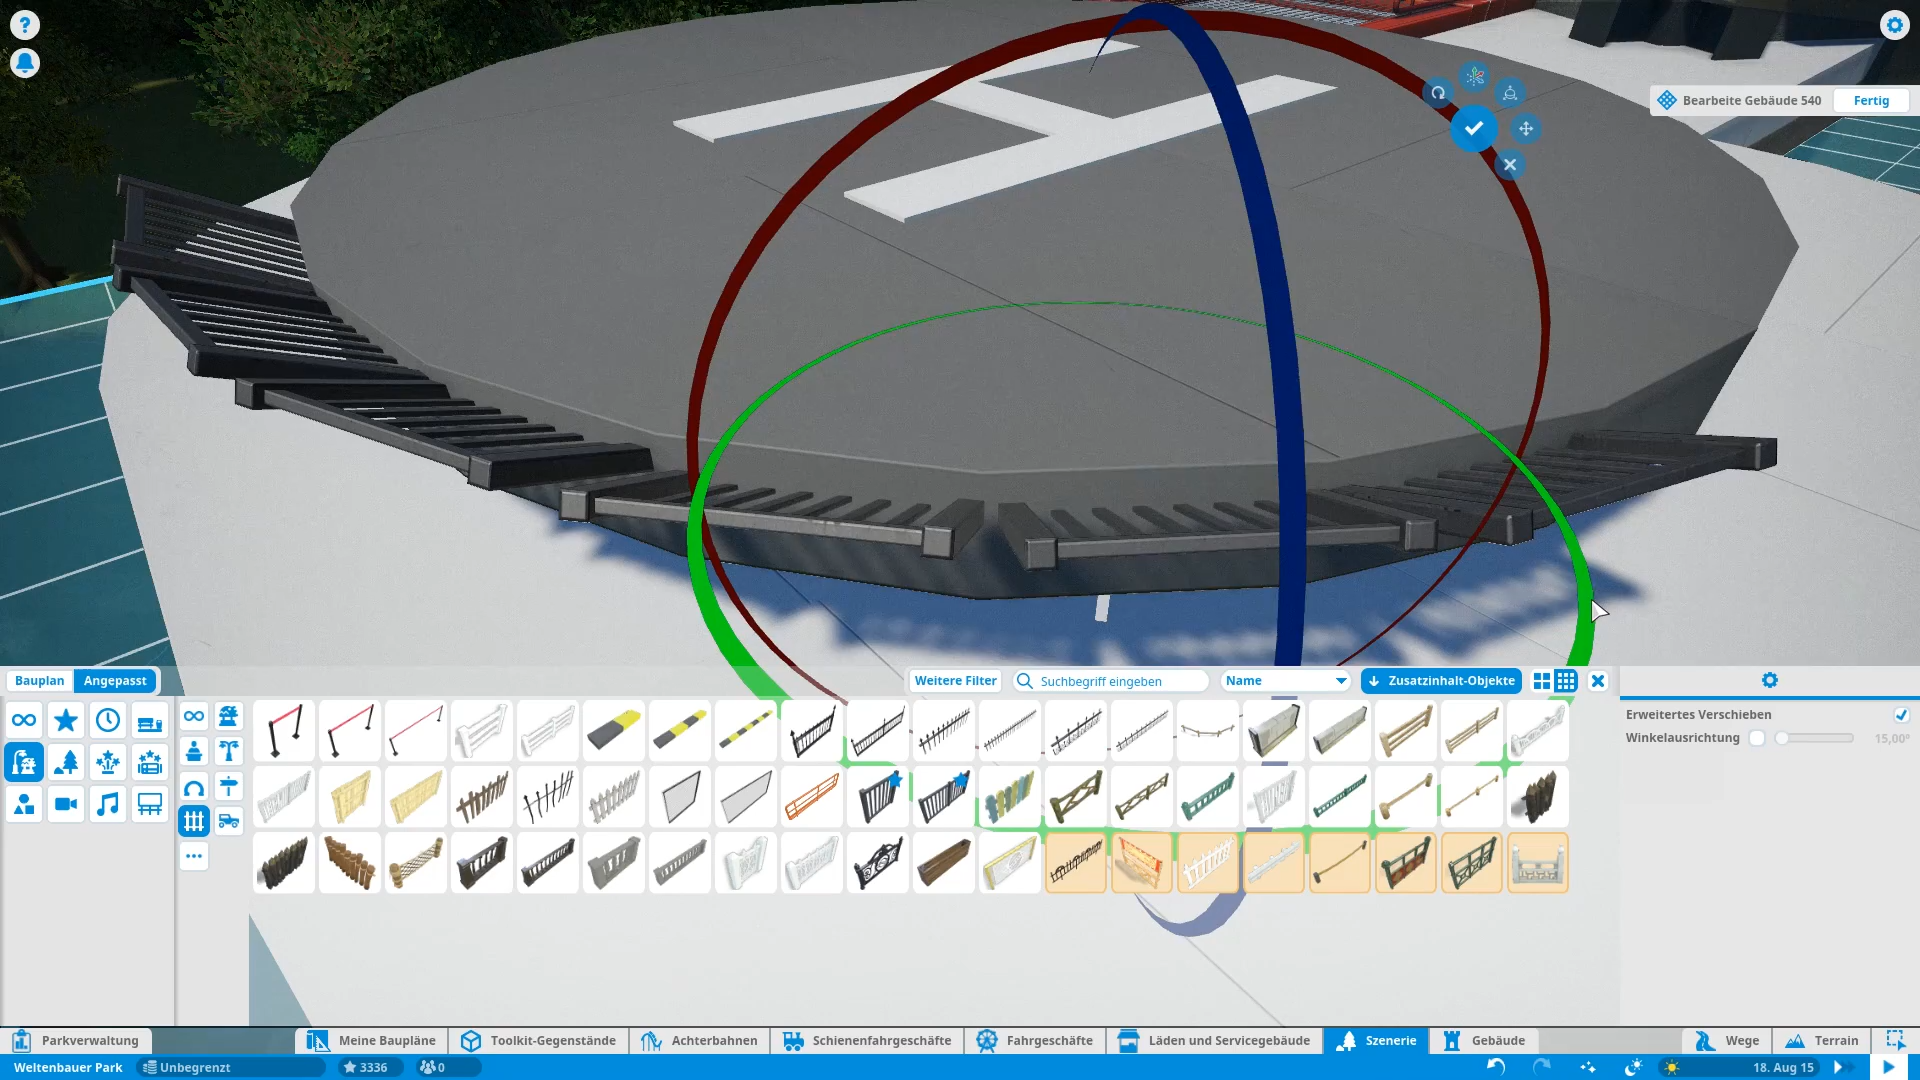 H
Bearbeite Gebäude 540
Fertig
Bauplan
Angepasst
Weitere Filter
Suchbegriff eingeben
Name
Zusatzinhalt-Objekte
Erweitertes Verschieben
Winkelausrichtung
15,00°
Parkverwaltung
Meine Baupläne
Toolkit-Gegenstände
Achterbahnen
Schienenfahrgeschäfte
Fahrgeschäfte
Läden und Servicegebäude
Szenerie
Gebäude
Wege
Terrain
Weltenbauer Park
Unbegrenzt
3336
0
18. Aug 15